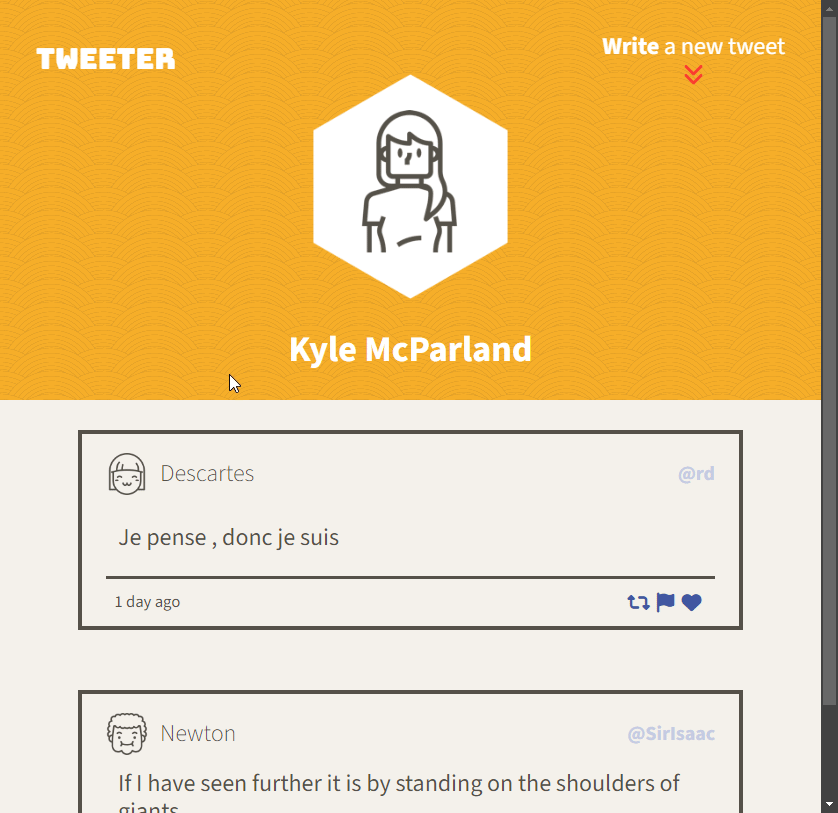 TWEETER
Write a new tweet
Kyle McParland
Descartes
@rd
Je pense , donc je suis
1 day ago
Newton
@SirIsaac
If I have seen further it is by standing on the shoulders of
giants